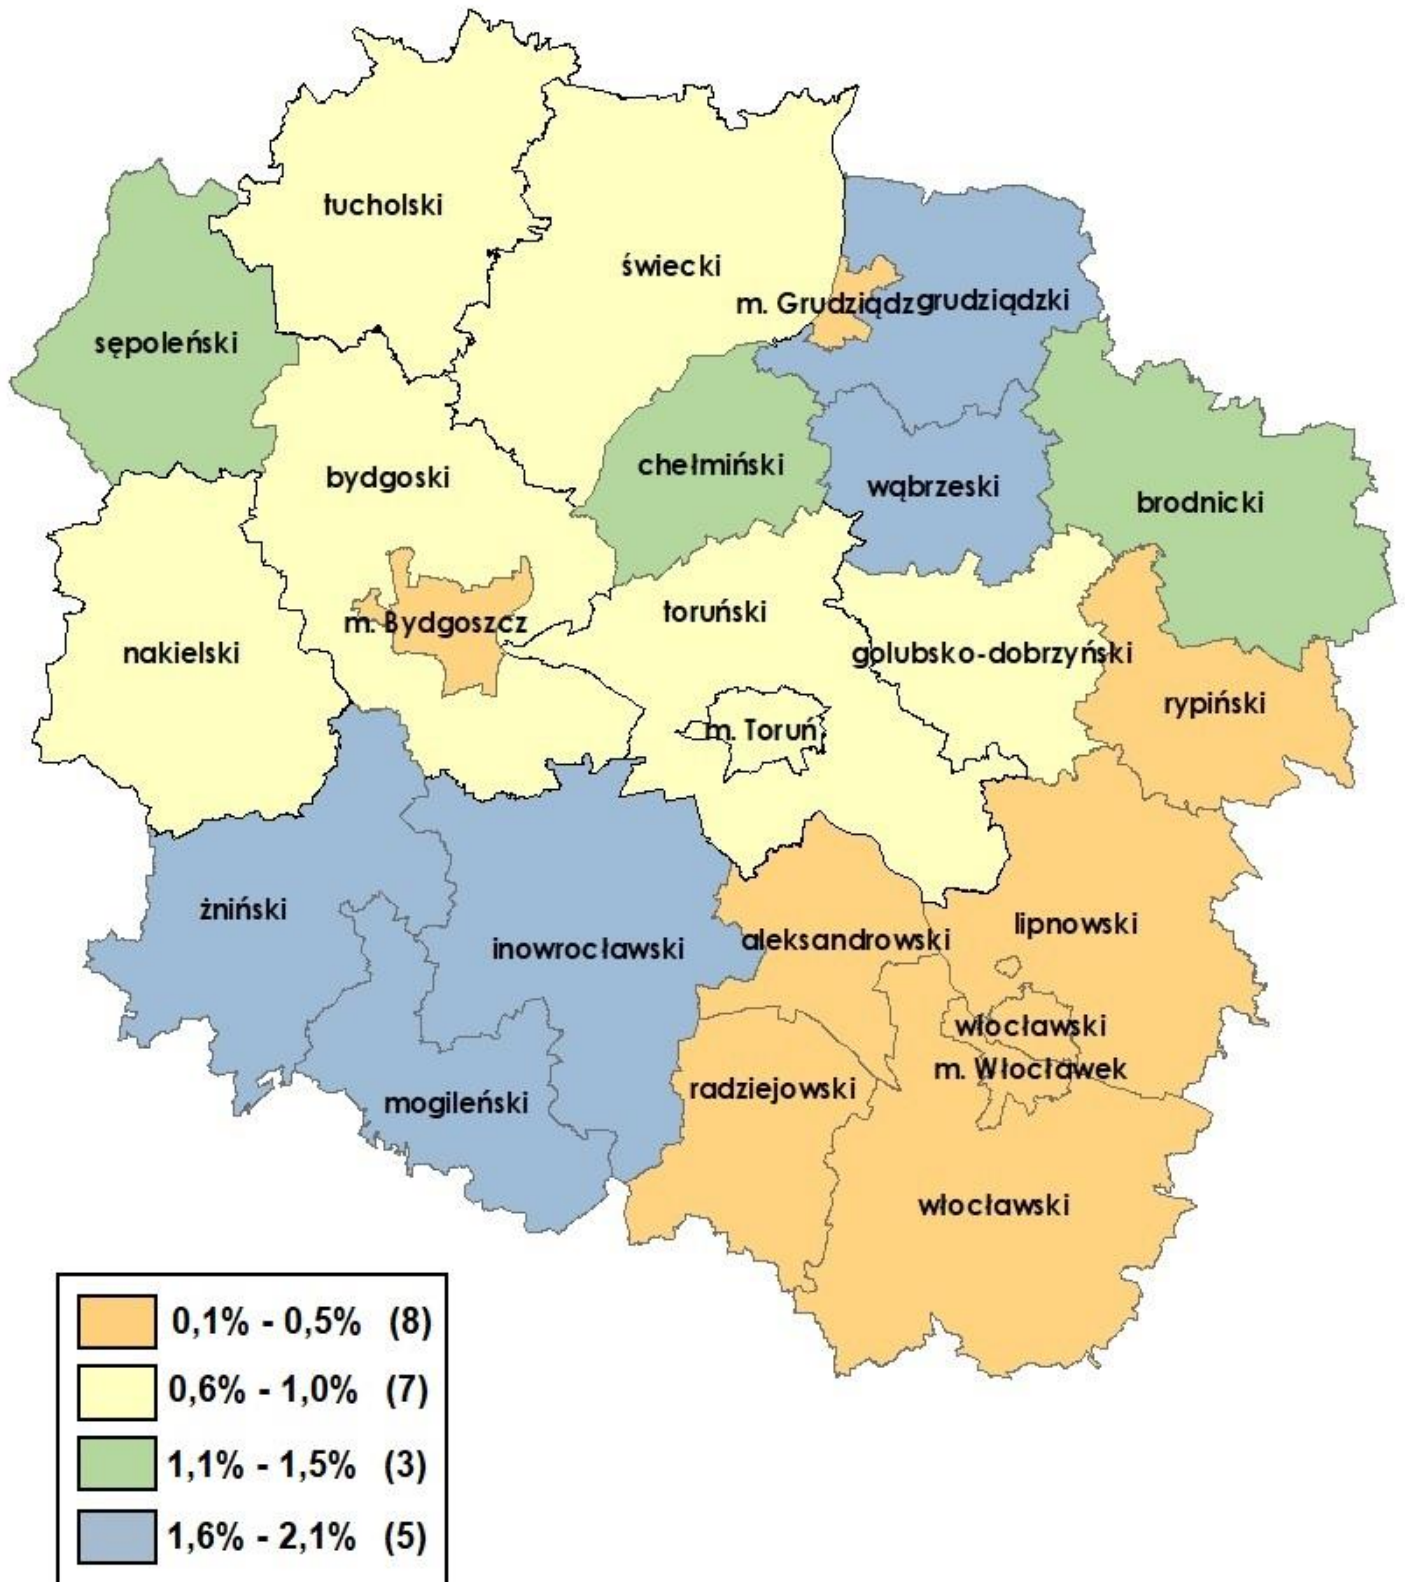 tucholski
świecki
m. Grudziądz
grudziądzki
sępoleński
chełmiński
bydgoski
wąbrzeski
brodnicki
toruński
m. Bydgoszcz
nakielski
golubsko-dobrzyński
rypiński
m. Toruń
żniński
inowrocławski
aleksandrowski
lipnowski
włocławski
m. Włocławek
radziejowski
mogileński
włocławski
0,1% - 0,5% (8)
0,6% - 1,0% (7)
1,1% - 1,5% (3)
1,6% - 2,1% (5)